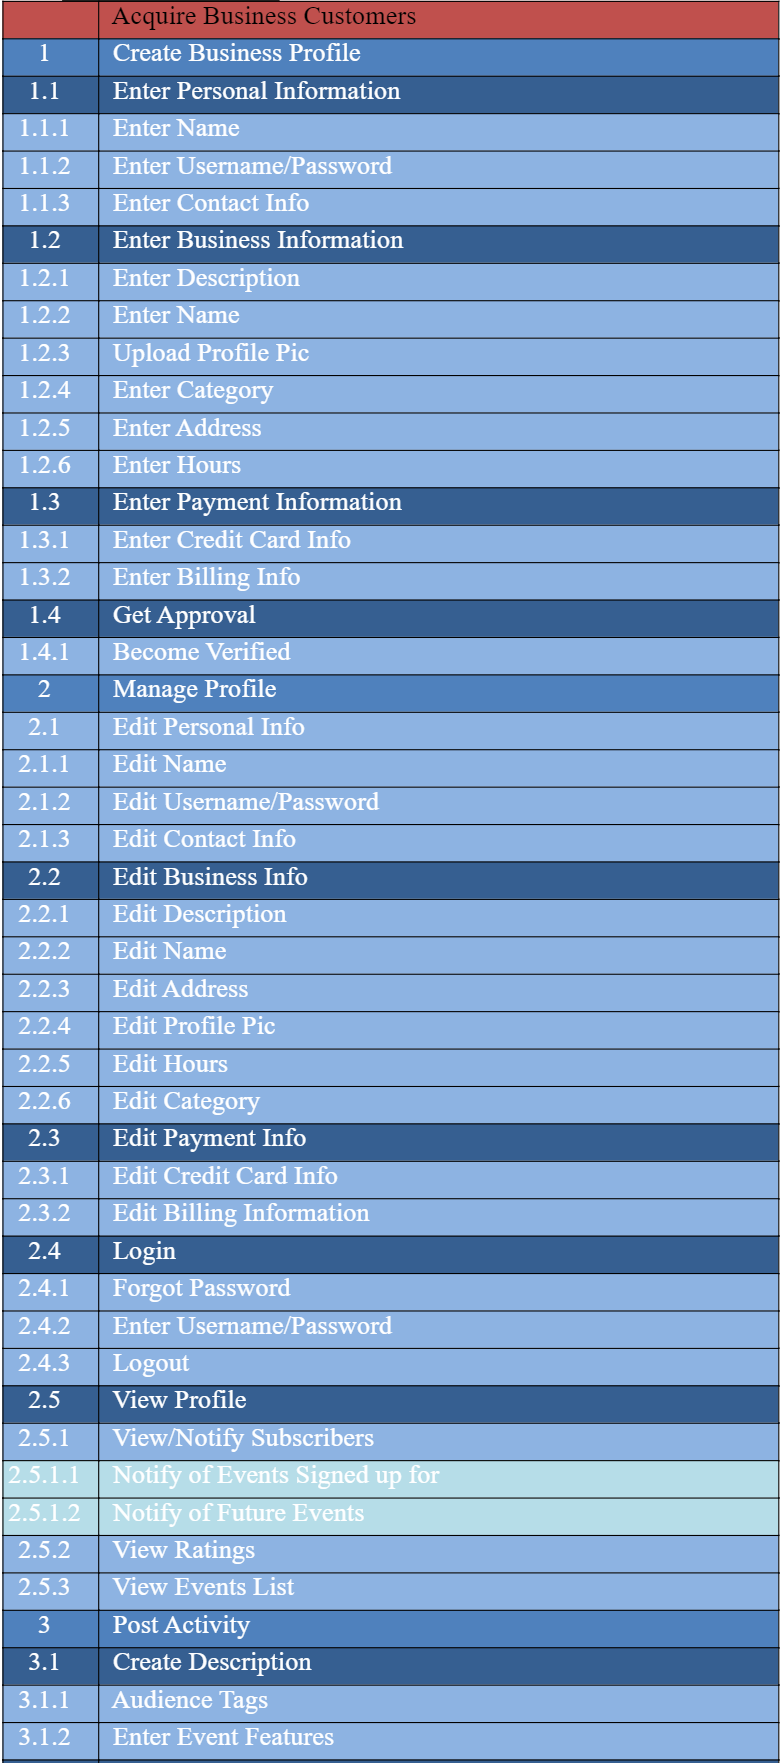 Acquire Business Customers
1 Create Business Profile
1.1 Enter Personal Information
1.1.1 Enter Name
1.1.2 Enter Username/Password
1.1.3 Enter Contact Info
1.2 Enter Business Information
1.2.1 Enter Description
1.2.2 Enter Name
1.2.3 Upload Profile Pic
1.2.4 Enter Category
1.2.5 Enter Address
1.2.6 Enter Hours
1.3 Enter Payment Information
1.3.1 Enter Credit Card Info
1.3.2 Enter Billing Info
1.4 Get Approval
1.4.1 Become Verified
2 Manage Profile
2.1 Edit Personal Info
2.1.1 Edit Name
2.1.2 Edit Username/Password
2.1.3 Edit Contact Info
2.2 Edit Business Info
2.2.1 Edit Description
2.2.2 Edit Name
2.2.3 Edit Address
2.2.4 Edit Profile Pic
2.2.5 Edit Hours
2.2.6 Edit Category
2.3 Edit Payment Info
2.3.1 Edit Credit Card Info
2.3.2 Edit Billing Information
2.4 Login
2.4.1 Forgot Password
2.4.2 Enter Username/Password
2.4.3 Logout
2.5 View Profile
2.5.1 View/Notify Subscribers
2.5.1.1 Notify of Events Signed up for
2.5.1.2 Notify of Future Events
2.5.2 View Ratings
2.5.3 View Events List
3 Post Activity
3.1 Create Description
3.1.1 Audience Tags
3.1.2 Enter Event Features